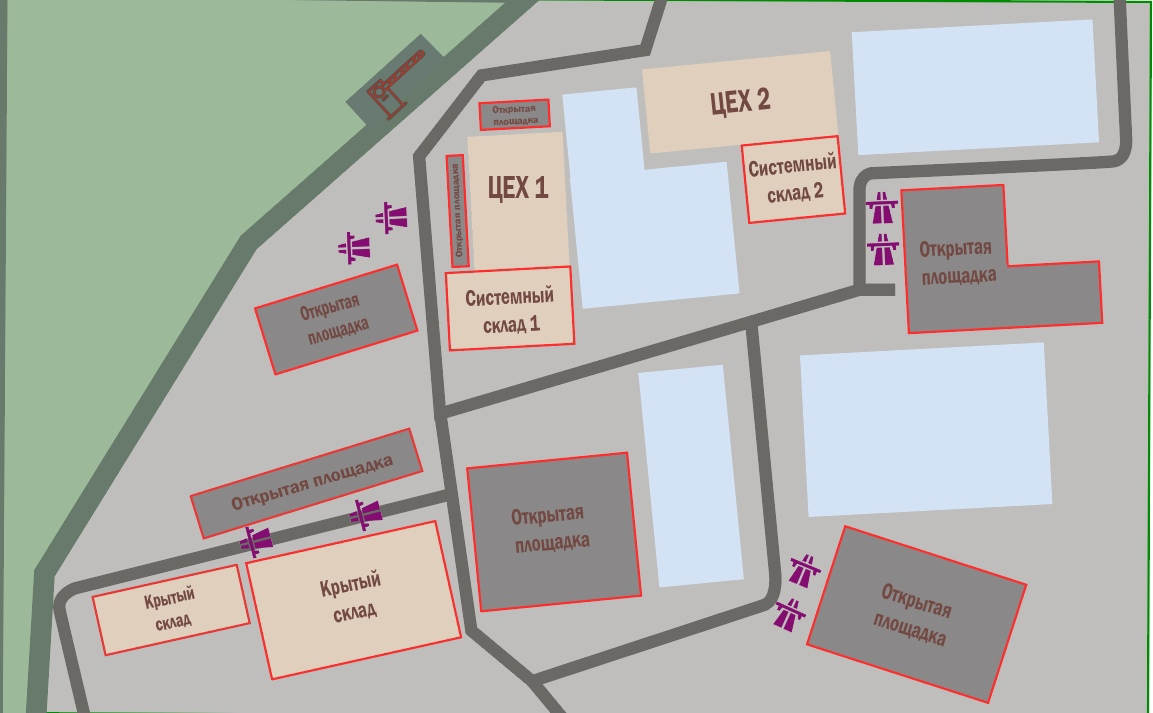 ЦЕХ 2
Открытая
площадка
Открытая площадка
ЦЕХ 1
Системный
склад 2
Открытая
площадка
Системный
склад 1
Открытая
площадка
Открытая площадка
Открытая
площадка
Крытый
склад
Крытый
склад
Открытая
площадка